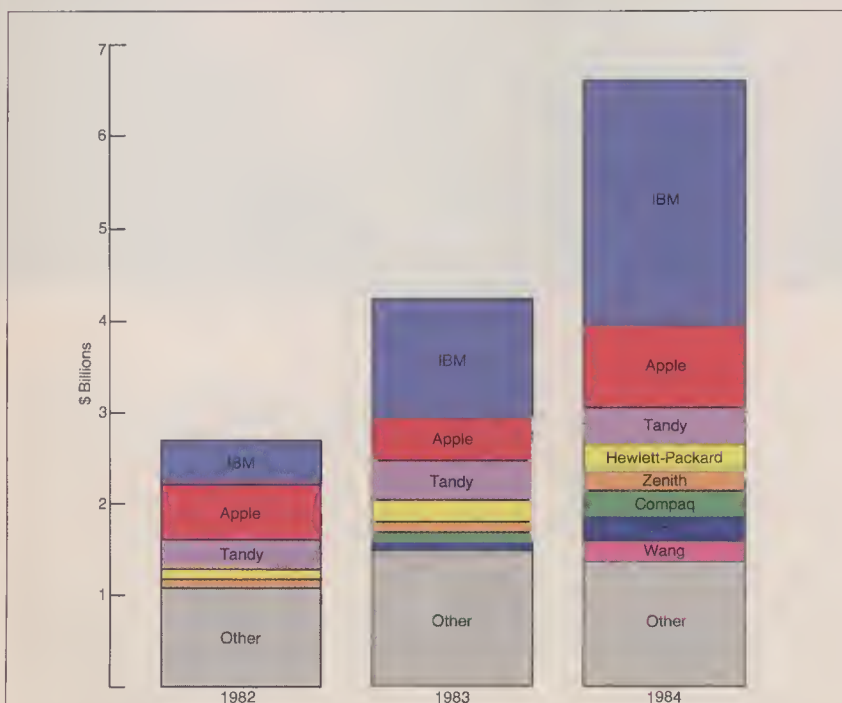 7
6
5
4
3
2
1
$ Billions
IBM
Apple
Tandy
Other
1982
IBM
Apple
Tandy
Other
1983
IBM
Apple
Tandy
Hewlett-Packard
Zenith
Compaq
Wang
Other
1984